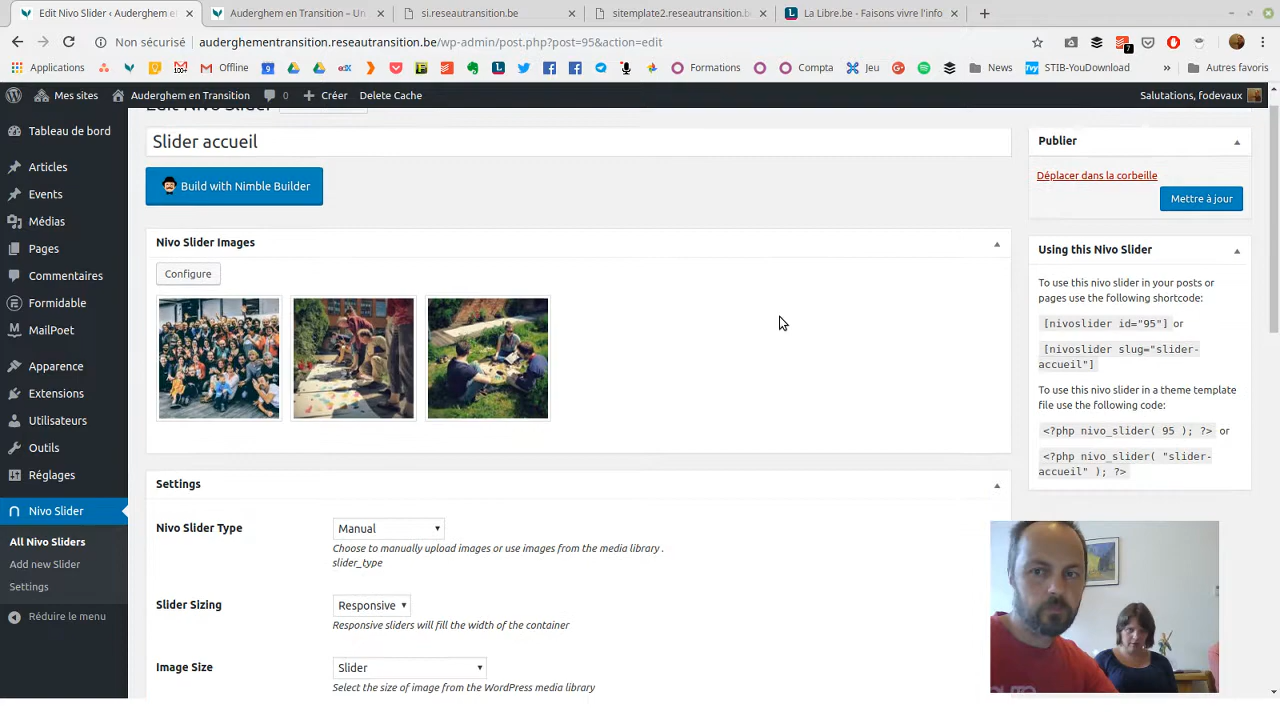 Edit Nivo Slider ‹ Auderghem e
Auderghem en Transition – Un
si.reseautransition.be
sitemplate2.reseautransition.b
La Libre.be - Faisons vivre l'info
Non sécurisé
auderghementransition.reseautransition.be/wp-admin/post.php?post=95&action=edit
7
Applications
100+
Offline
9
edX
Formations
Compta
Jeu
News
STIB-YouDownload
»
Autres favoris
Mes sites
Auderghem en Transition
0
Créer
Delete Cache
Salutations, fodevaux
Edit Nivo Slider
Tableau de bord
Articles
Events
Médias
Pages
Commentaires
Formidable
MailPoet
Apparence
Extensions
Utilisateurs
Outils
Réglages
Nivo Slider
All Nivo Sliders
Add new Slider
Settings
Réduire le menu
Slider accueil
Build with Nimble Builder
Nivo Slider Images
Configure
Settings
Nivo Slider Type
Manual
Choose to manually upload images or use images from the media library .
slider_type
Slider Sizing
Responsive
Responsive sliders will fill the width of the container
Image Size
Slider
Select the size of image from the WordPress media library
Publier
Déplacer dans la corbeille
Mettre à jour
Using this Nivo Slider
To use this nivo slider in your posts or
pages use the following shortcode:
[nivoslider id="95"] or
[nivoslider slug="slider-
accueil"]
To use this nivo slider in a theme template
file use the following code:
<?php nivo_slider( 95 ); ?> or
<?php nivo_slider( "slider-
accueil" ); ?>